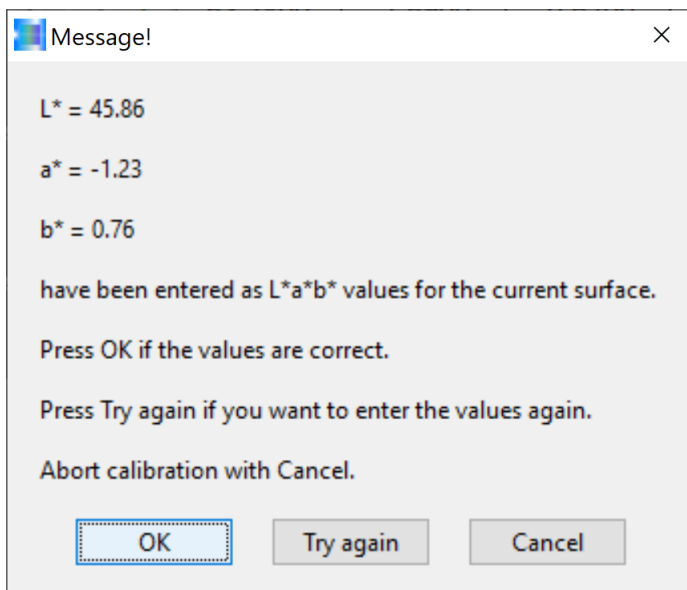 Message!
L* = 45.86
a* = -1.23
b* = 0.76
have been entered as L*a*b* values for the current surface.
Press OK if the values are correct.
Press Try again if you want to enter the values again.
Abort calibration with Cancel.
OK
Try again
Cancel